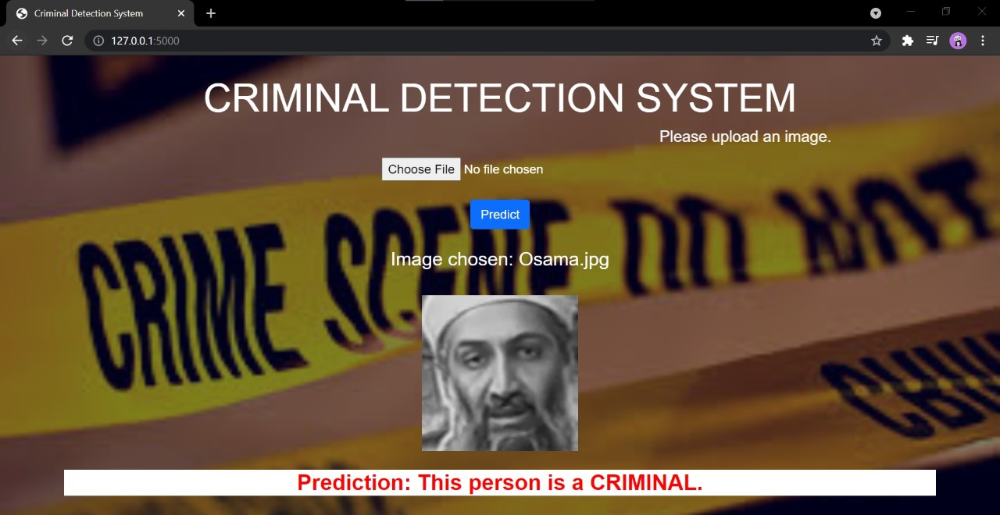 Criminal Detection System
127.0.0.1:5000
CRIMINAL DETECTION SYSTEM
Please upload an image.
Choose File No file chosen
Predict
CRIME SCENE DO NOT
Image chosen: Osama.jpg
Prediction: This person is a CRIMINAL.